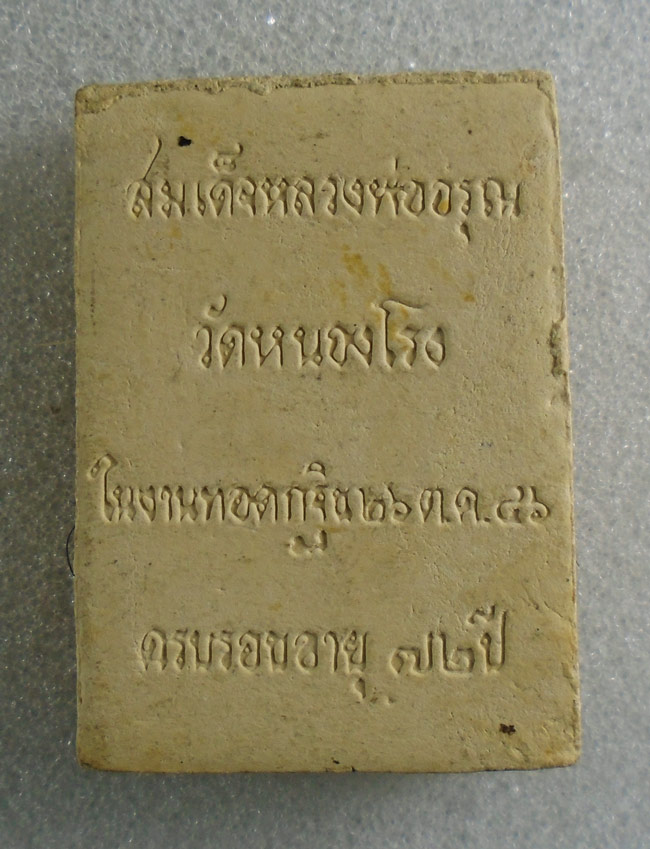 สมเด็จหลวงพ่ออรุณ
วัดหนองโรง
ในงานทอดกฐิน๒๖ ต.ค. ๔๖
ครบรอบอายุ ๗๒ ปี